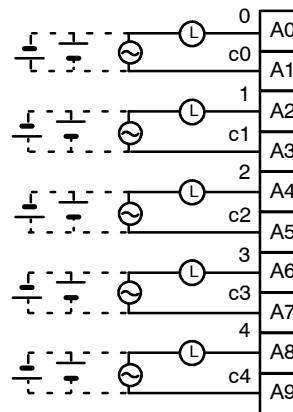 0 L A0
c0 A1
1 L A2
c1 A3
2 L A4
c2 A5
3 L A6
c3 A7
4 L A8
c4 A9